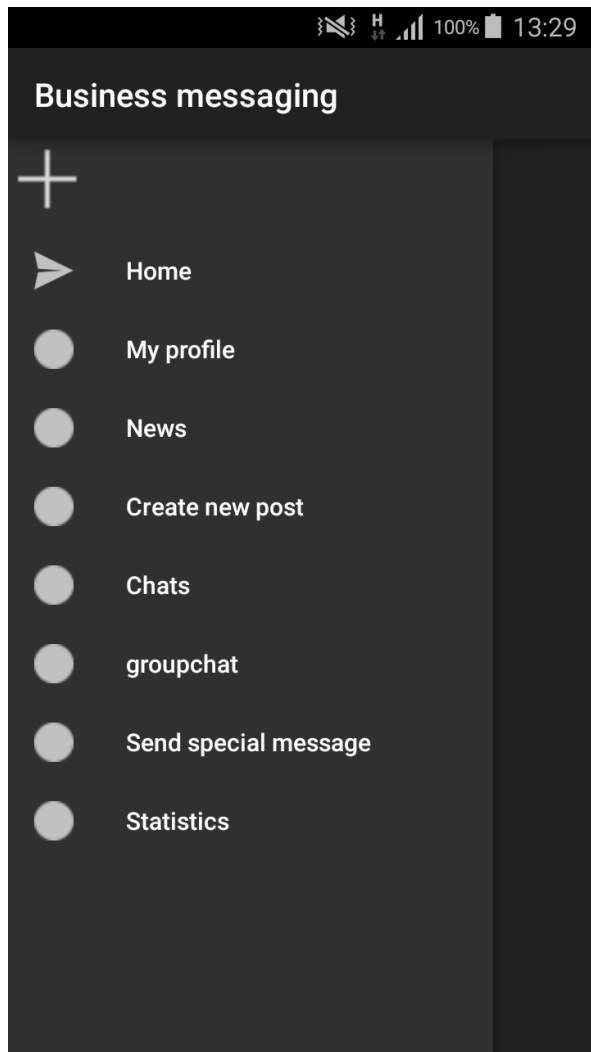 H 100% 13:29
Business messaging
Home
My profile
News
Create new post
Chats
groupchat
Send special message
Statistics